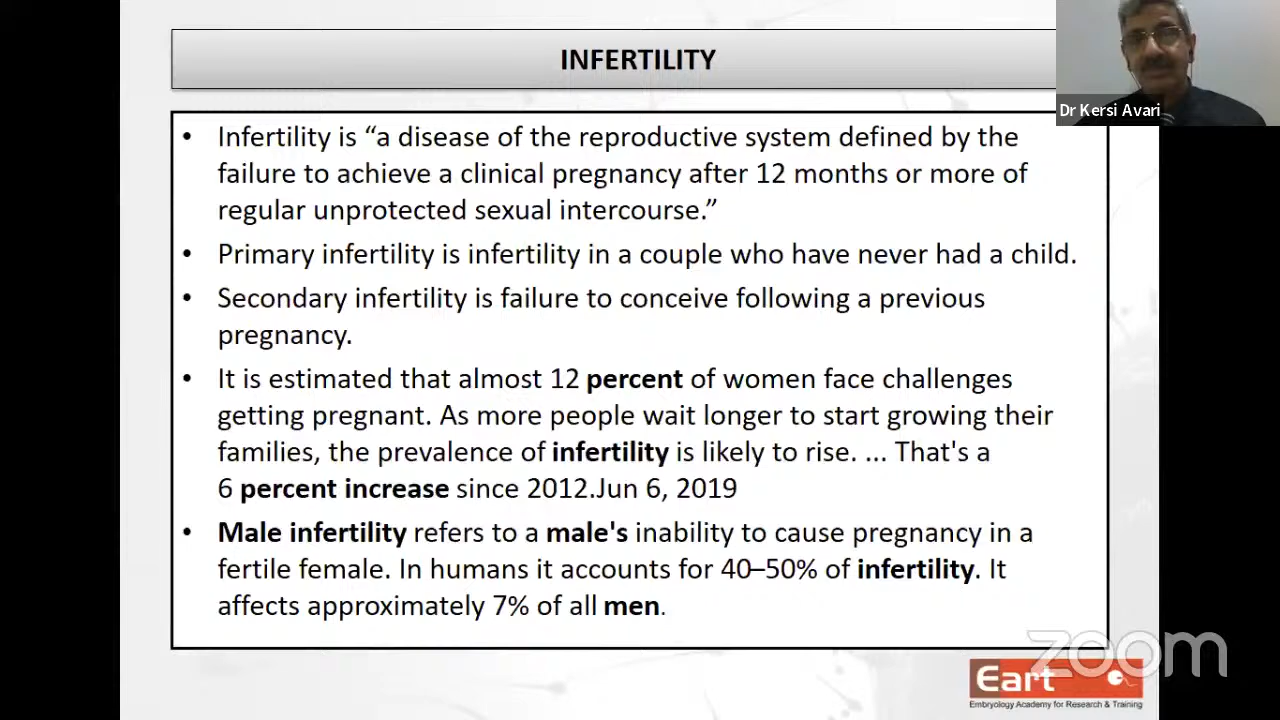 INFERTILITY
Dr Kersi Avari
• Infertility is “a disease of the reproductive system defined by the
failure to achieve a clinical pregnancy after 12 months or more of
regular unprotected sexual intercourse.”
• Primary infertility is infertility in a couple who have never had a child.
• Secondary infertility is failure to conceive following a previous
pregnancy.
• It is estimated that almost 12 percent of women face challenges
getting pregnant. As more people wait longer to start growing their
families, the prevalence of infertility is likely to rise. ... That's a
6 percent increase since 2012.Jun 6, 2019
• Male infertility refers to a male's inability to cause pregnancy in a
fertile female. In humans it accounts for 40–50% of infertility. It
affects approximately 7% of all men.
zoom
Eart
Embryology Academy for Research & Training